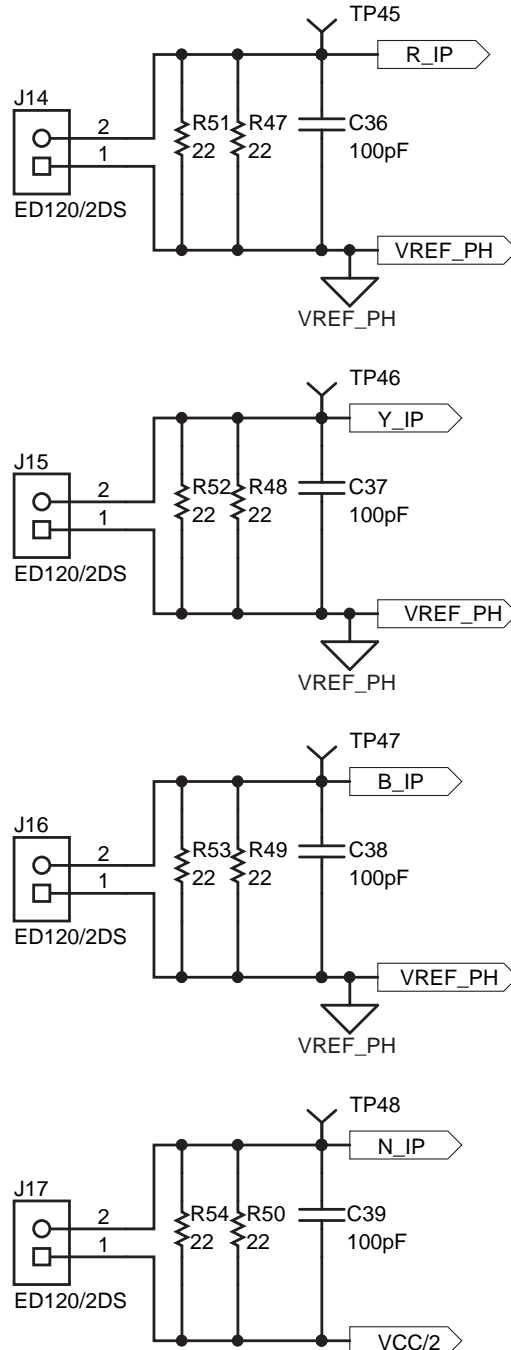 TP45
R_IP
J14
2
R51
R47
C36
1
22
22
100pF
ED120/2DS
VREF_PH
VREF_PH
TP46
Y_IP
J15
2
R52
R48
C37
1
22
22
100pF
ED120/2DS
VREF_PH
VREF_PH
TP47
B_IP
J16
2
R53
R49
C38
1
22
22
100pF
ED120/2DS
VREF_PH
VREF_PH
TP48
N_IP
J17
2
R54
R50
C39
1
22
22
100pF
ED120/2DS
VCC/2